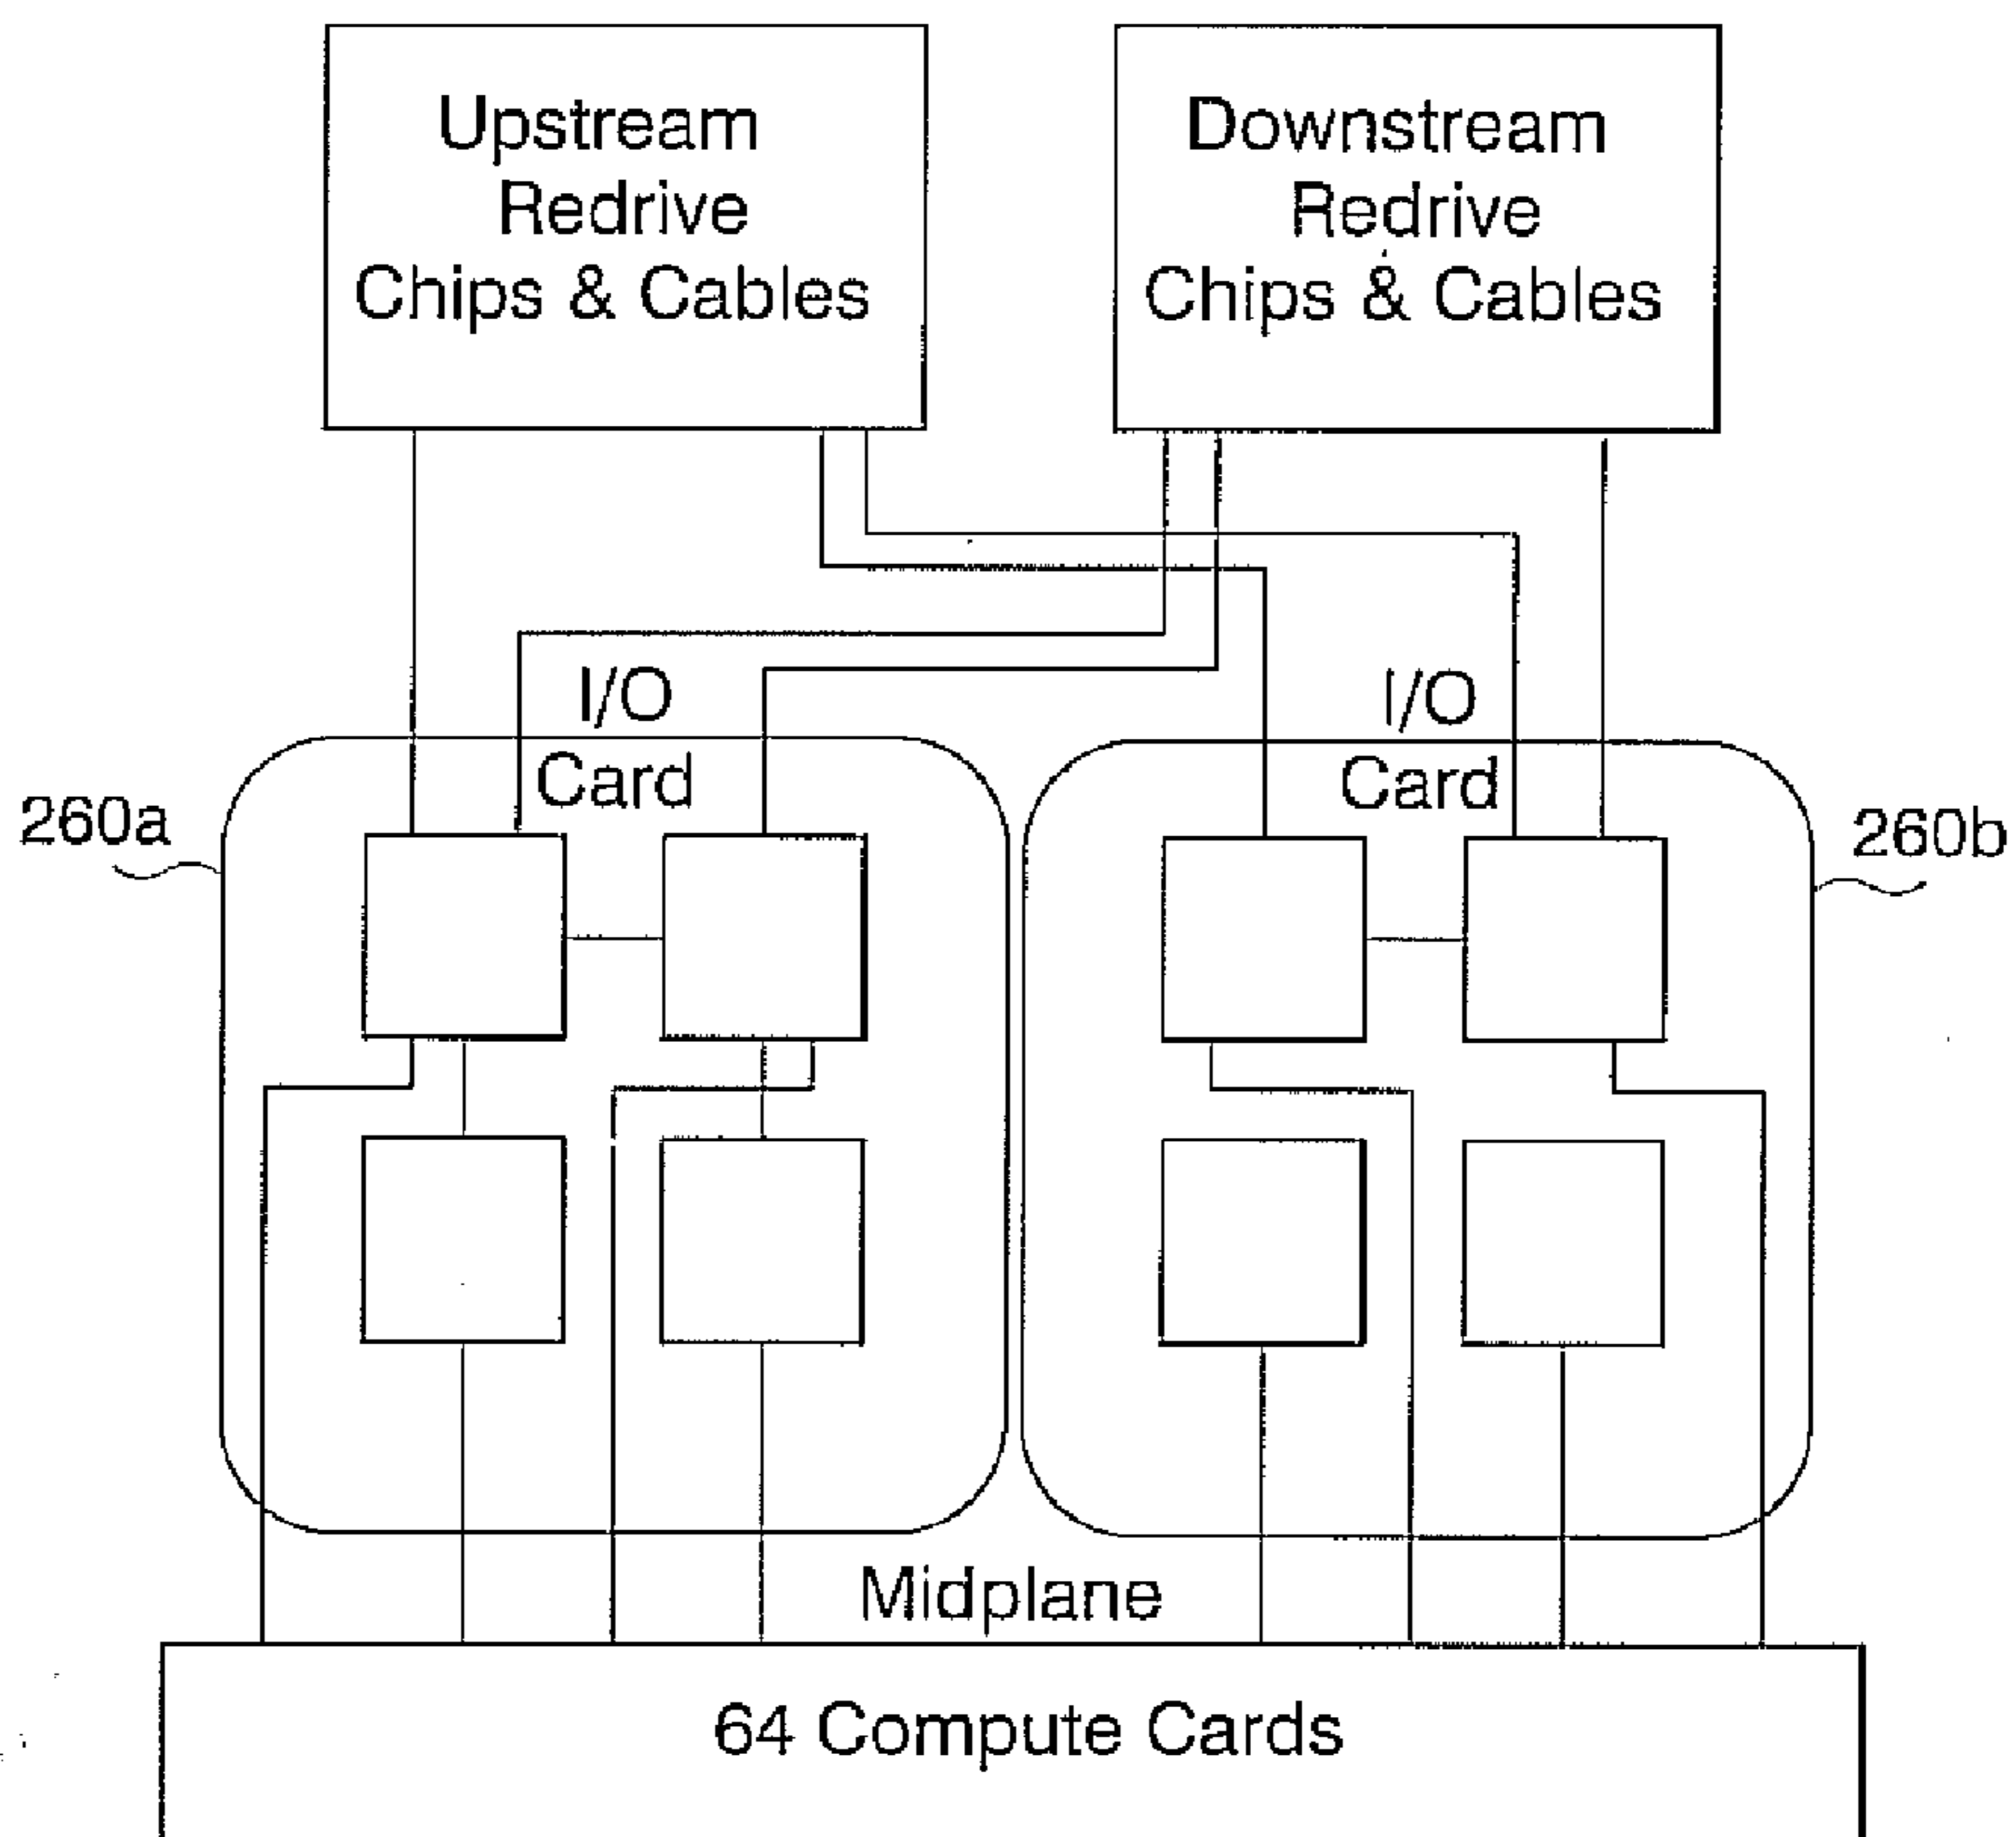 Upstream
Redrive
Chips & Cables
Downstream
Redrive
Chips & Cables
I/O
Card
I/O
Card
260a
260b
Midplane
64 Compute Cards